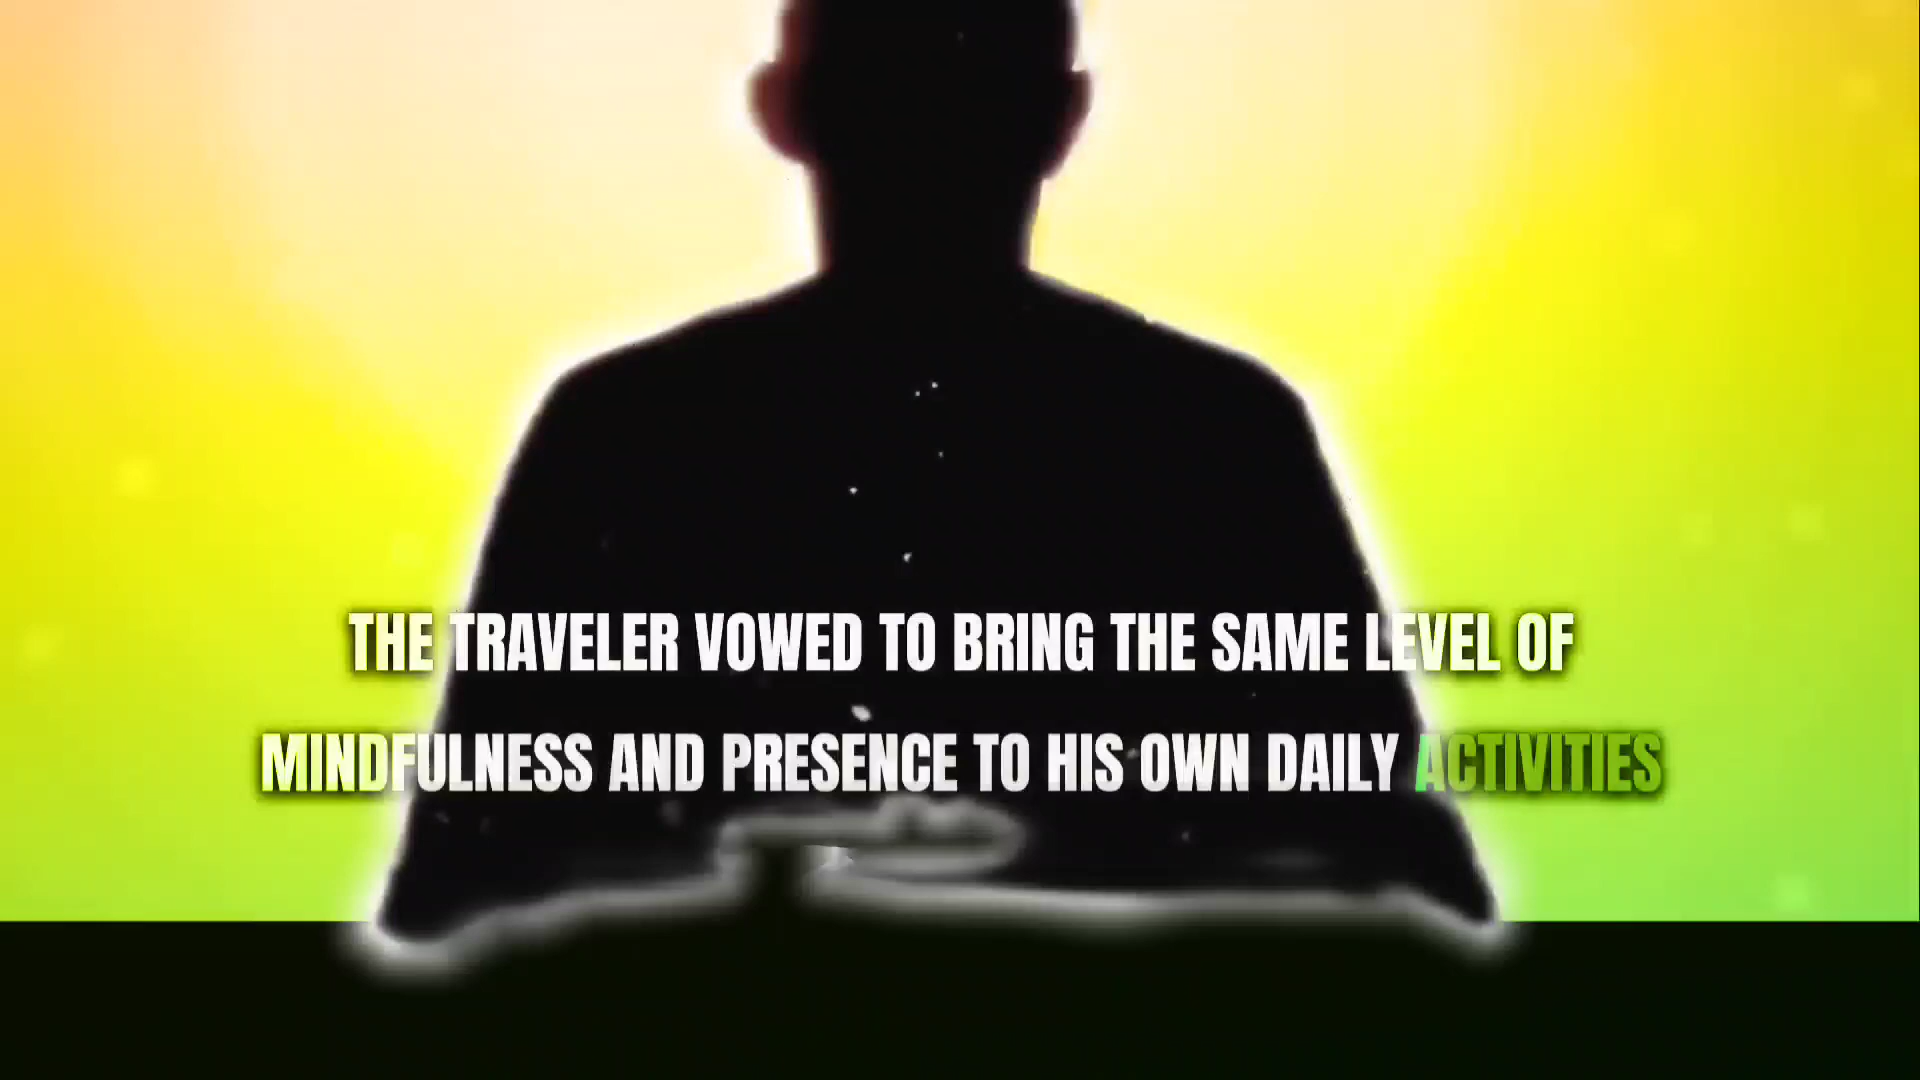 THE TRAVELER VOWED TO BRING THE SAME LEVEL OF
MINDFULNESS AND PRESENCE TO HIS OWN DAILY ACTIVITIES